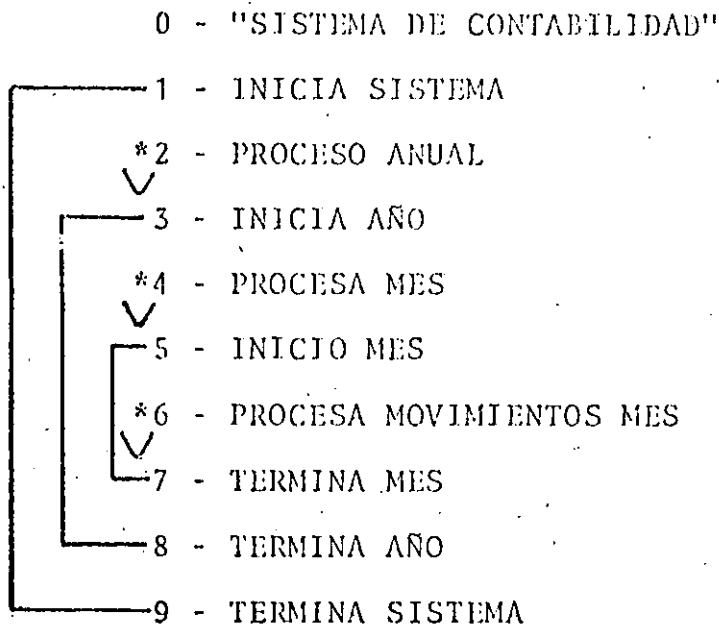 0 - "SISTEMA DE CONTABILIDAD"
1 - INICIA SISTEMA
*2 - PROCESO ANUAL
3 - INICIA AÑO
*4 - PROCESA MES
5 - INICIO MES
*6 - PROCESA MOVIMIENTOS MES
7 - TERMINA MES
8 - TERMINA AÑO
9 - TERMINA SISTEMA